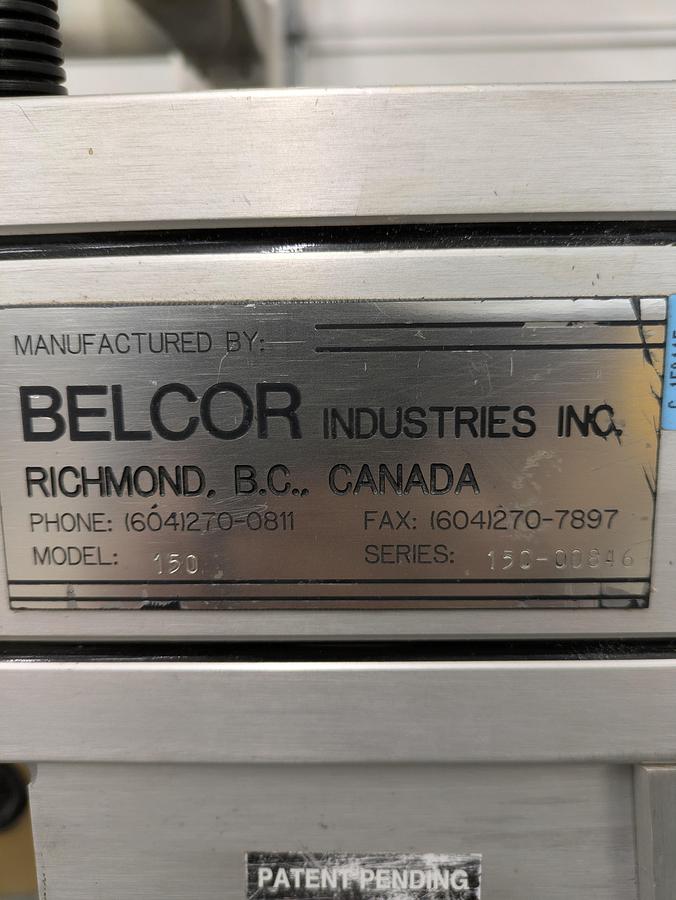 MANUFACTURED BY:
BELCOR INDUSTRIES INC.
RICHMOND, B.C., CANADA
PHONE: (604)270-0811 FAX: (604)270-7897
MODEL: 150 SERIES: 150-00846
PATENT PENDING